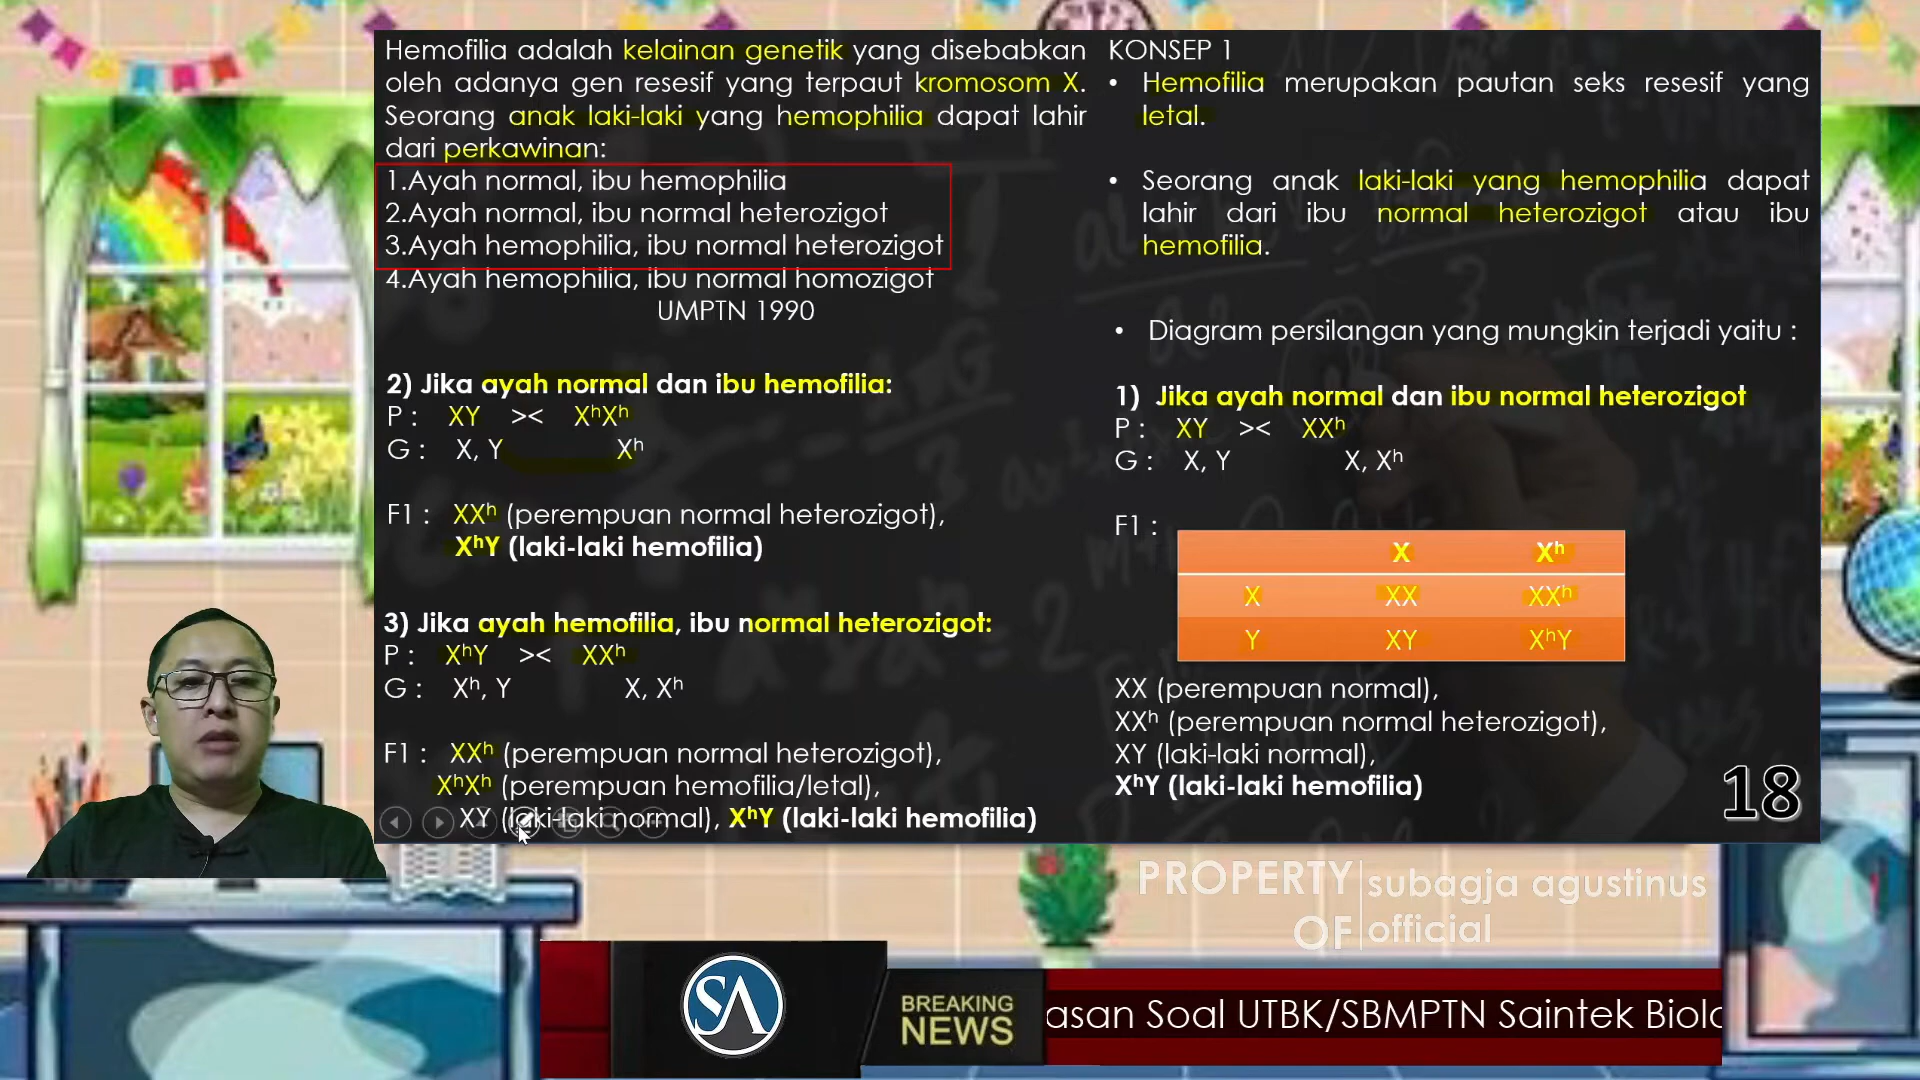 Hemofilia adalah kelainan genetik yang disebabkan
oleh adanya gen resesif yang terpaut kromosom X.
Seorang anak laki-laki yang hemophilia dapat lahir
dari perkawinan:
1.Ayah normal, ibu hemophilia
2.Ayah normal, ibu normal heterozigot
3.Ayah hemophilia, ibu normal heterozigot
4.Ayah hemophilia, ibu normal homozigot
UMPTN 1990
2) Jika ayah normal dan ibu hemofilia:
P : XY >< XʰXʰ
G : X, Y Xʰ
F1 : XXʰ (perempuan normal heterozigot),
XʰY (laki-laki hemofilia)
3) Jika ayah hemofilia, ibu normal heterozigot:
P : XʰY >< XXʰ
G : Xʰ, Y X, Xʰ
F1 : XXʰ (perempuan normal heterozigot),
XʰXʰ (perempuan hemofilia/letal),
XY (laki-laki normal), XʰY (laki-laki hemofilia)
KONSEP 1
• Hemofilia merupakan pautan seks resesif yang
letal.
• Seorang anak laki-laki yang hemophilia dapat
lahir dari ibu normal heterozigot atau ibu
hemofilia.
• Diagram persilangan yang mungkin terjadi yaitu :
1) Jika ayah normal dan ibu normal heterozigot
P : XY >< XXʰ
G : X, Y X, Xʰ
F1 :
X Xʰ
X XX XXʰ
Y XY XʰY
XX (perempuan normal),
XXʰ (perempuan normal heterozigot),
XY (laki-laki normal),
XʰY (laki-laki hemofilia)
18
PROPERTY OF
subagja agustinus
official
SA
BREAKING
NEWS
asan Soal UTBK/SBMPTN Saintek Biolo